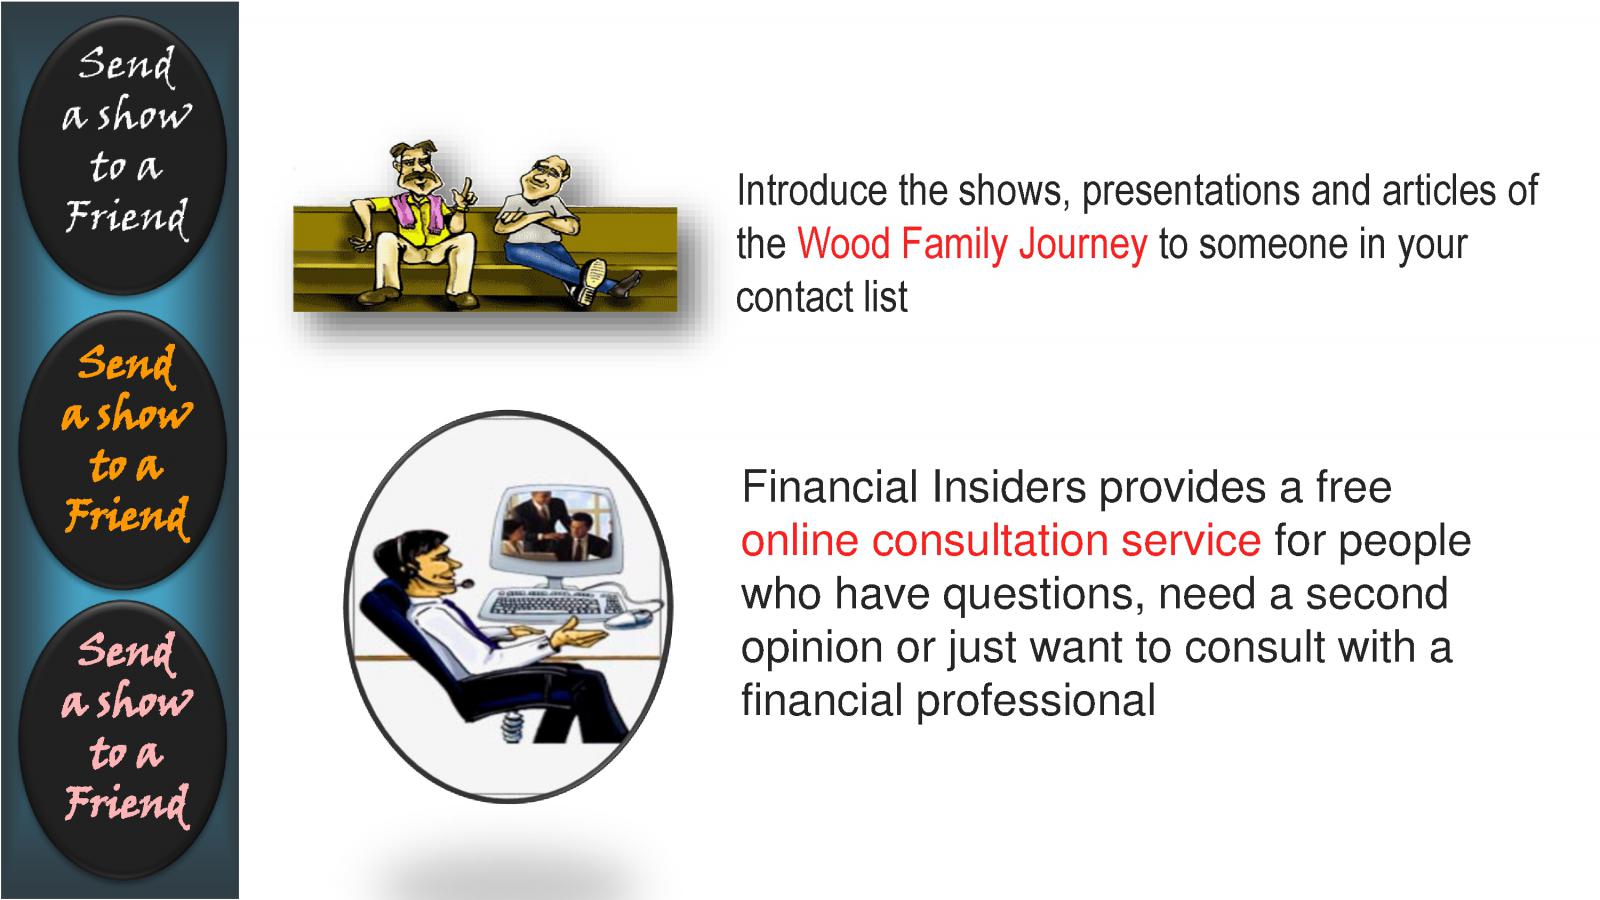 Send
a show
to a
Friend
Send
a show
to a
Friend
Send
a show
to a
Friend
Introduce the shows, presentations and articles of
the Wood Family Journey to someone in your
contact list
Financial Insiders provides a free
online consultation service for people
who have questions, need a second
opinion or just want to consult with a
financial professional